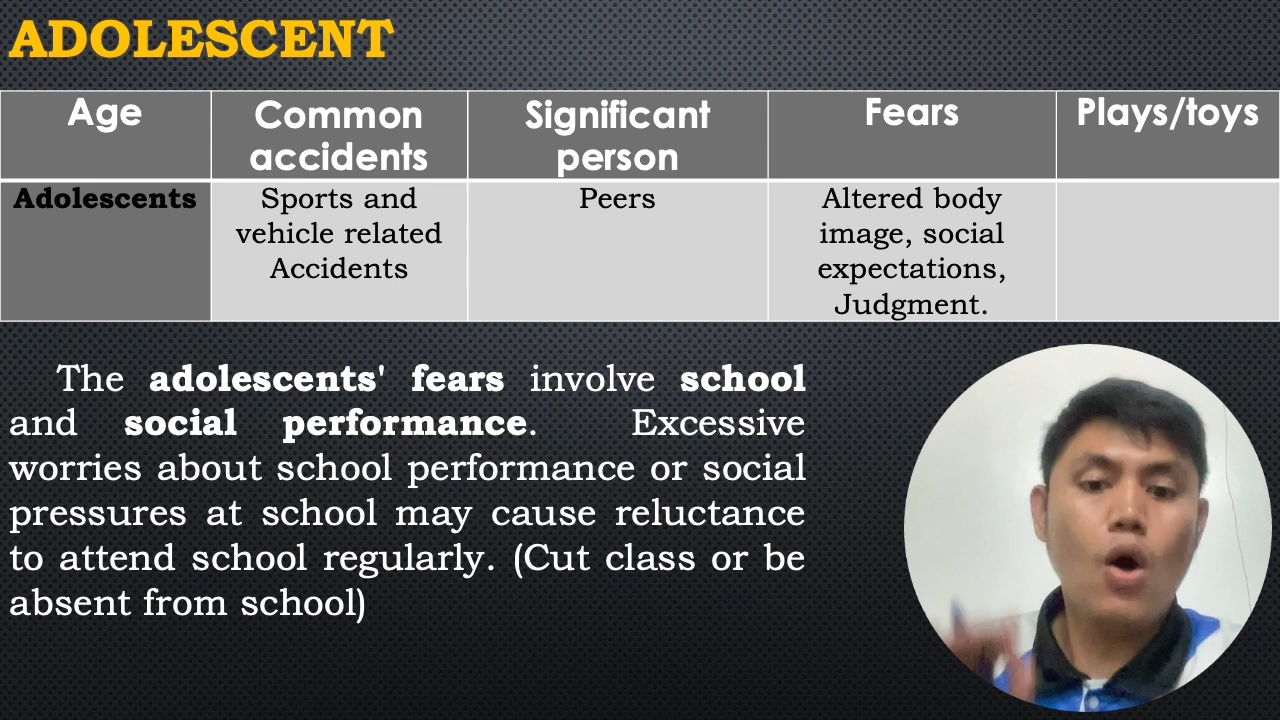 ADOLESCENT
Age
Common
accidents
Significant
person
Fears
Plays/toys
Adolescents
Sports and
vehicle related
Accidents
Peers
Altered body
image, social
expectations,
Judgment.
The adolescents' fears involve school
and social performance. Excessive
worries about school performance or social
pressures at school may cause reluctance
to attend school regularly. (Cut class or be
absent from school)